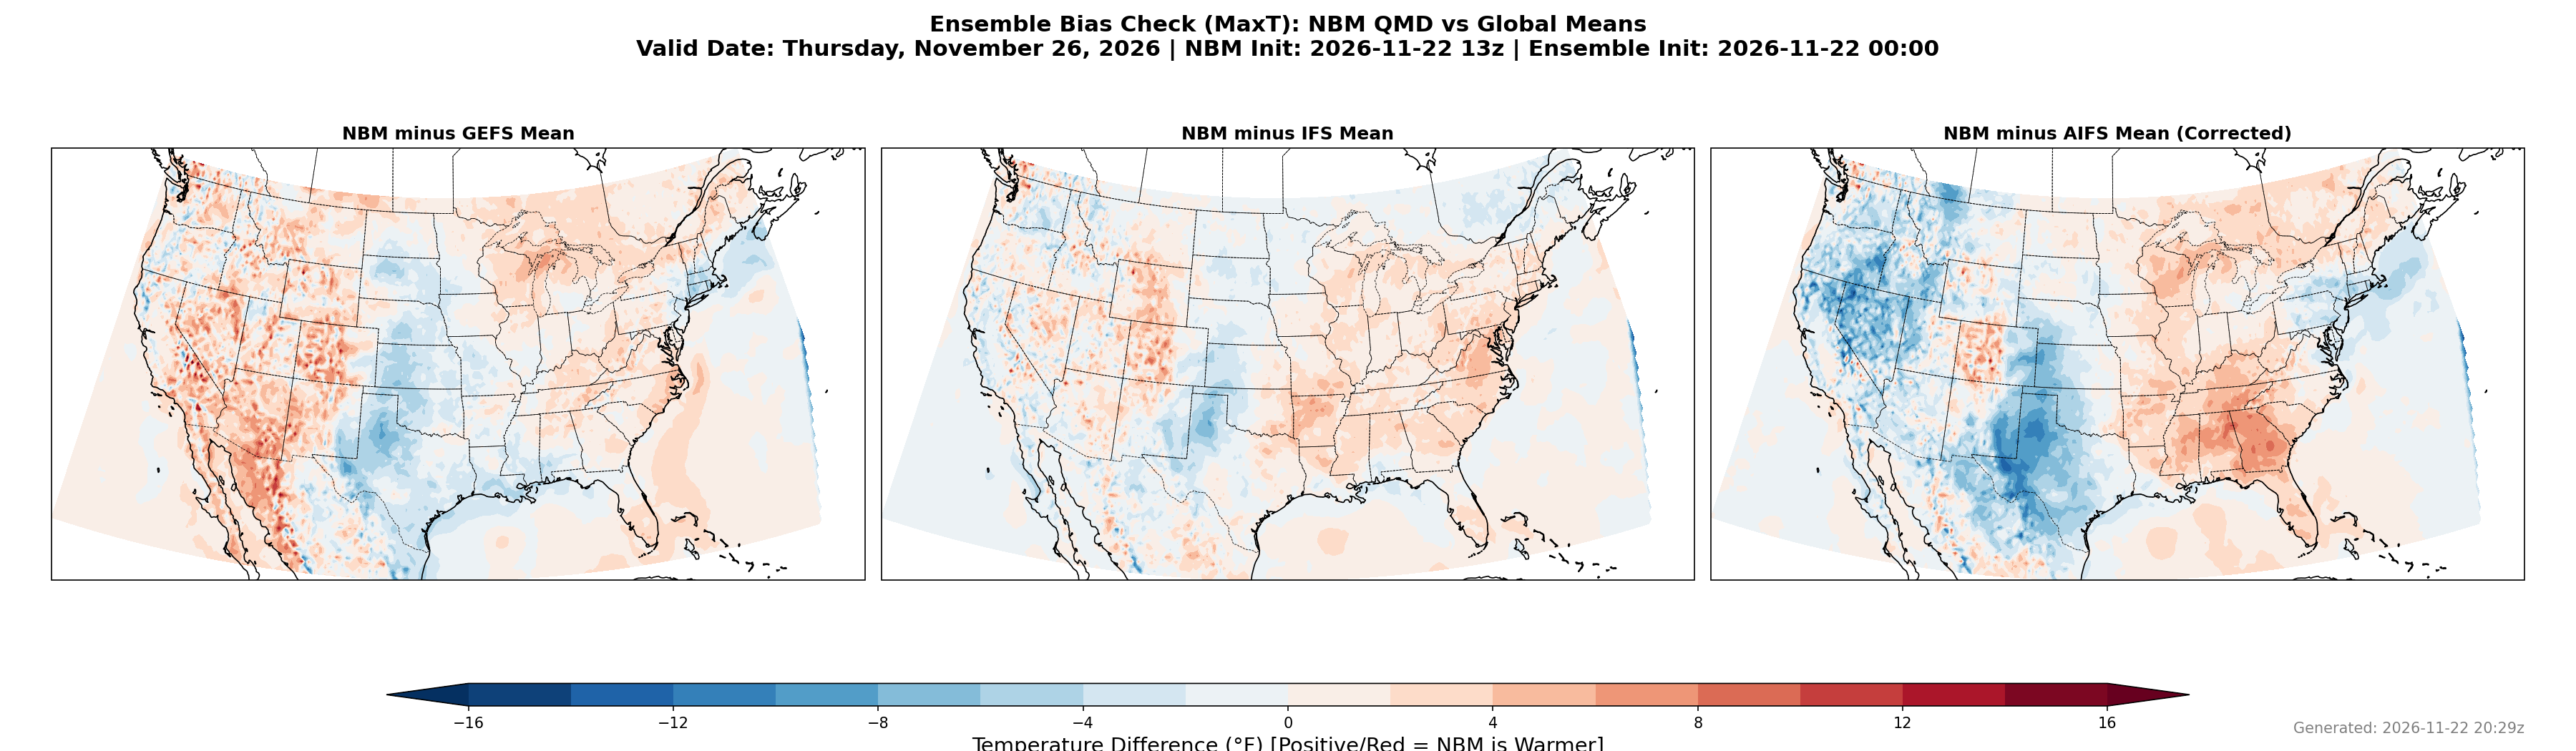 Ensemble Bias Check (MaxT): NBM QMD vs Global Means
Valid Date: Thursday, November 26, 2026 | NBM Init: 2026-11-22 13z | Ensemble Init: 2026-11-22 00:00
NBM minus GEFS Mean
NBM minus IFS Mean
NBM minus AIFS Mean (Corrected)
−16 −12 −8 −4 0 4 8 12 16
Temperature Difference (°F) [Positive/Red = NBM is Warmer]
Generated: 2026-11-22 20:29z